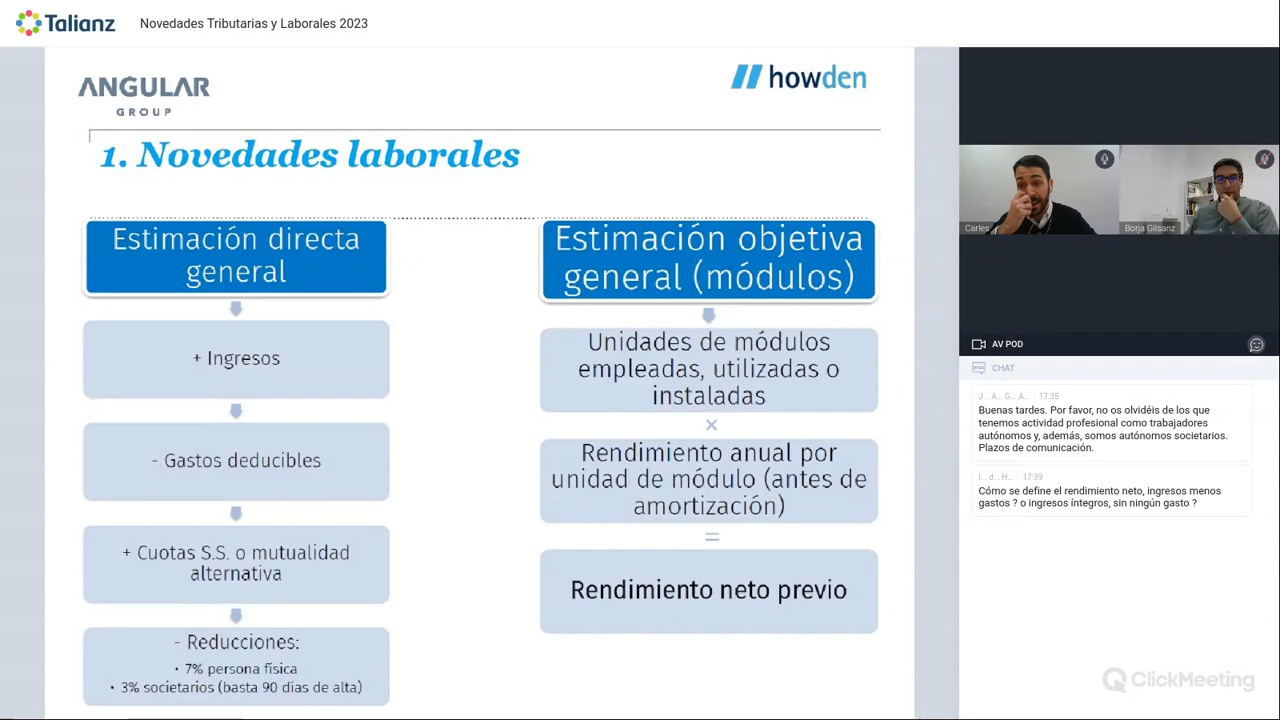 Talianz
Novedades Tributarias y Laborales 2023
ANGULAR
GROUP
howden
1. Novedades laborales
Estimación directa
general
+ Ingresos
- Gastos deducibles
+ Cuotas S.S. o mutualidad
alternativa
- Reducciones:
• 7% persona física
• 3% societarios (basta 90 días de alta)
Estimación objetiva
general (módulos)
Unidades de módulos
empleadas, utilizadas o
instaladas
×
Rendimiento anual por
unidad de módulo (antes de
amortización)
=
Rendimiento neto previo
Carles
Borja Gilsanz
AV POD
CHAT
J... A... G... A... · 17:35
Buenas tardes. Por favor, no os olvidéis de los que
tenemos actividad profesional como trabajadores
autónomos y, además, somos autónomos societarios.
Plazos de comunicación.
I... d... H... · 17:39
Cómo se define el rendimiento neto, ingresos menos
gastos ? o ingresos íntegros, sin ningún gasto ?
ClickMeeting